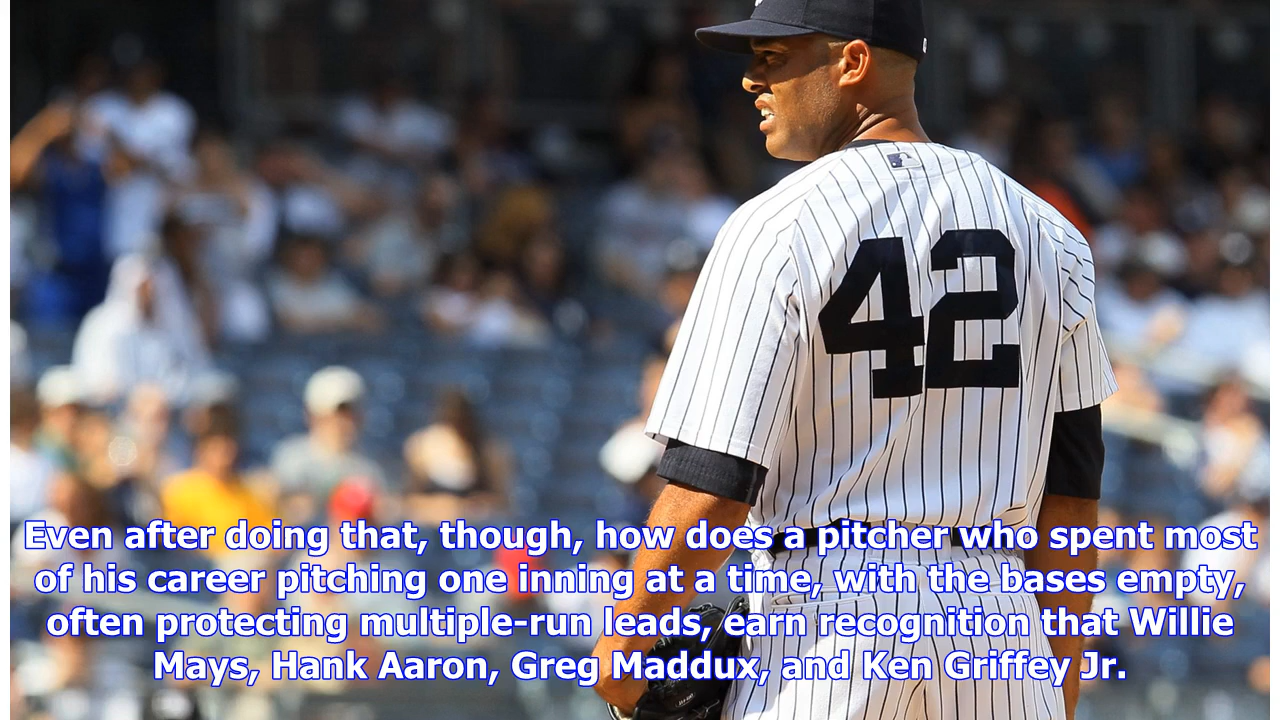 42
Even after doing that, though, how does a pitcher who spent most
of his career pitching one inning at a time, with the bases empty,
often protecting multiple-run leads, earn recognition that Willie
Mays, Hank Aaron, Greg Maddux, and Ken Griffey Jr.